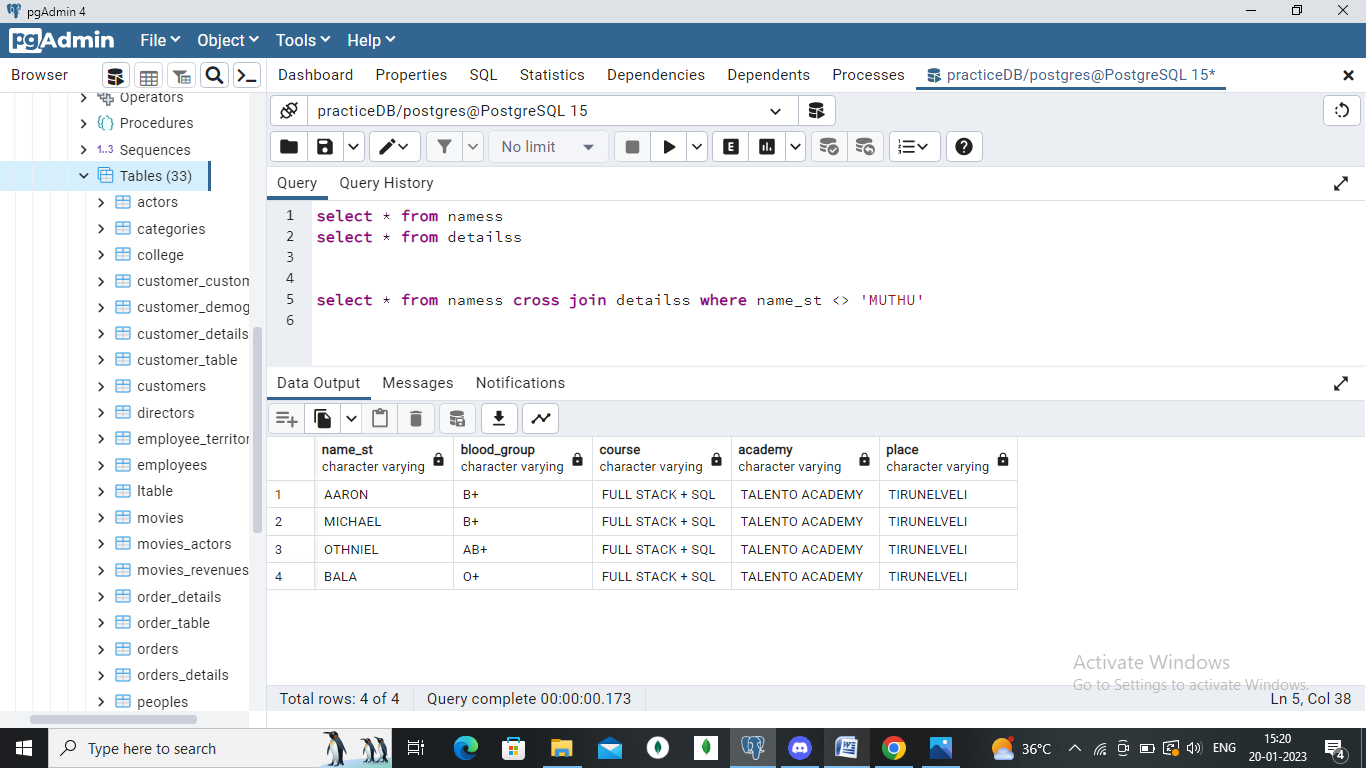 pgAdmin 4
pgAdmin File Object Tools Help
Browser
Dashboard Properties SQL Statistics Dependencies Dependents Processes practiceDB/postgres@PostgreSQL 15*
Operators
Procedures
1..3 Sequences
Tables (33)
actors
categories
college
customer_custom
customer_demog
customer_details
customer_table
customers
directors
employee_territor
employees
ltable
movies
movies_actors
movies_revenues
order_details
order_table
orders
orders_details
peoples
practiceDB/postgres@PostgreSQL 15
No limit E
Query Query History
1 select * from namess
2 select * from detailss
3
4
5 select * from namess cross join detailss where name_st <> 'MUTHU'
6
Data Output Messages Notifications
name_st blood_group course academy place
character varying character varying character varying character varying character varying
1 AARON B+ FULL STACK + SQL TALENTO ACADEMY TIRUNELVELI
2 MICHAEL B+ FULL STACK + SQL TALENTO ACADEMY TIRUNELVELI
3 OTHNIEL AB+ FULL STACK + SQL TALENTO ACADEMY TIRUNELVELI
4 BALA O+ FULL STACK + SQL TALENTO ACADEMY TIRUNELVELI
Activate Windows
Go to Settings to activate Windows.
Total rows: 4 of 4 Query complete 00:00:00.173 Ln 5, Col 38
Type here to search 36°C ENG 15:20
20-01-2023 4